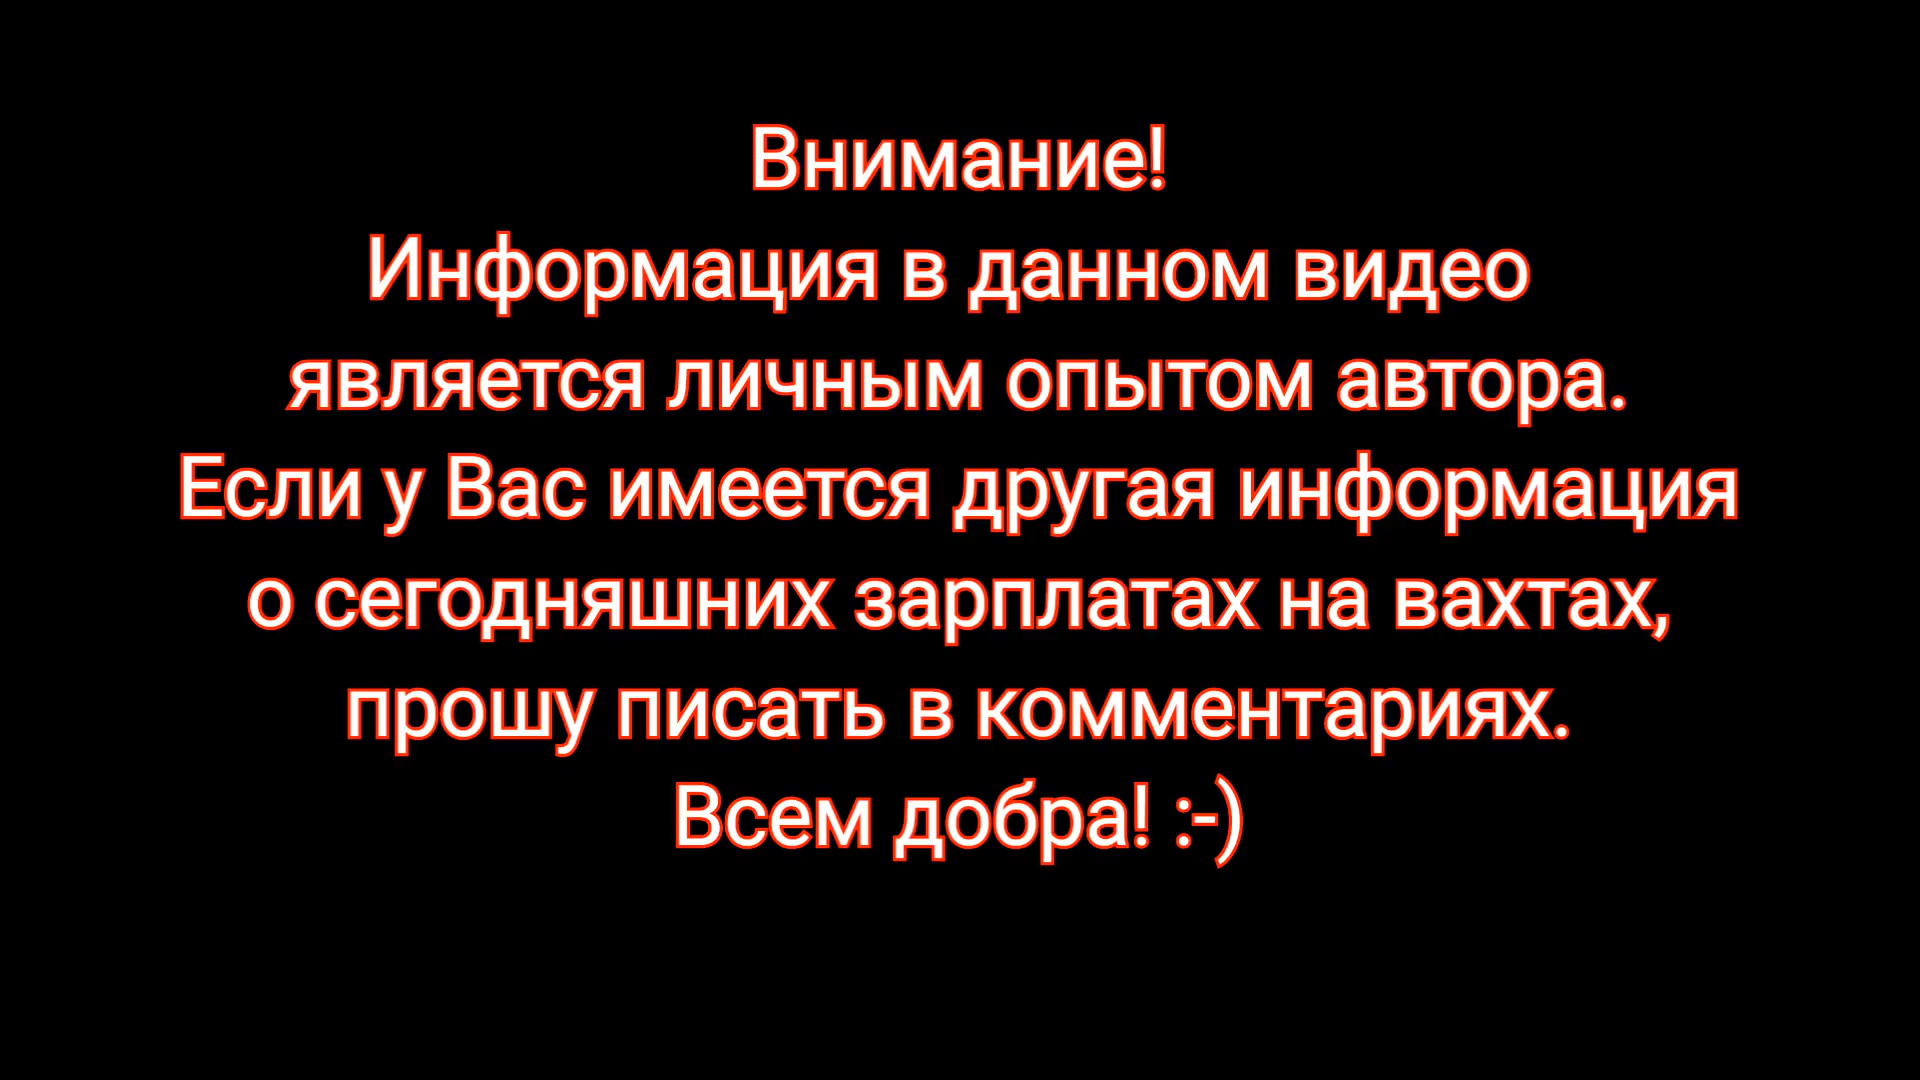 Внимание!
Информация в данном видео
является личным опытом автора.
Если у Вас имеется другая информация
о сегодняшних зарплатах на вахтах,
прошу писать в комментариях.
Всем добра! :-)